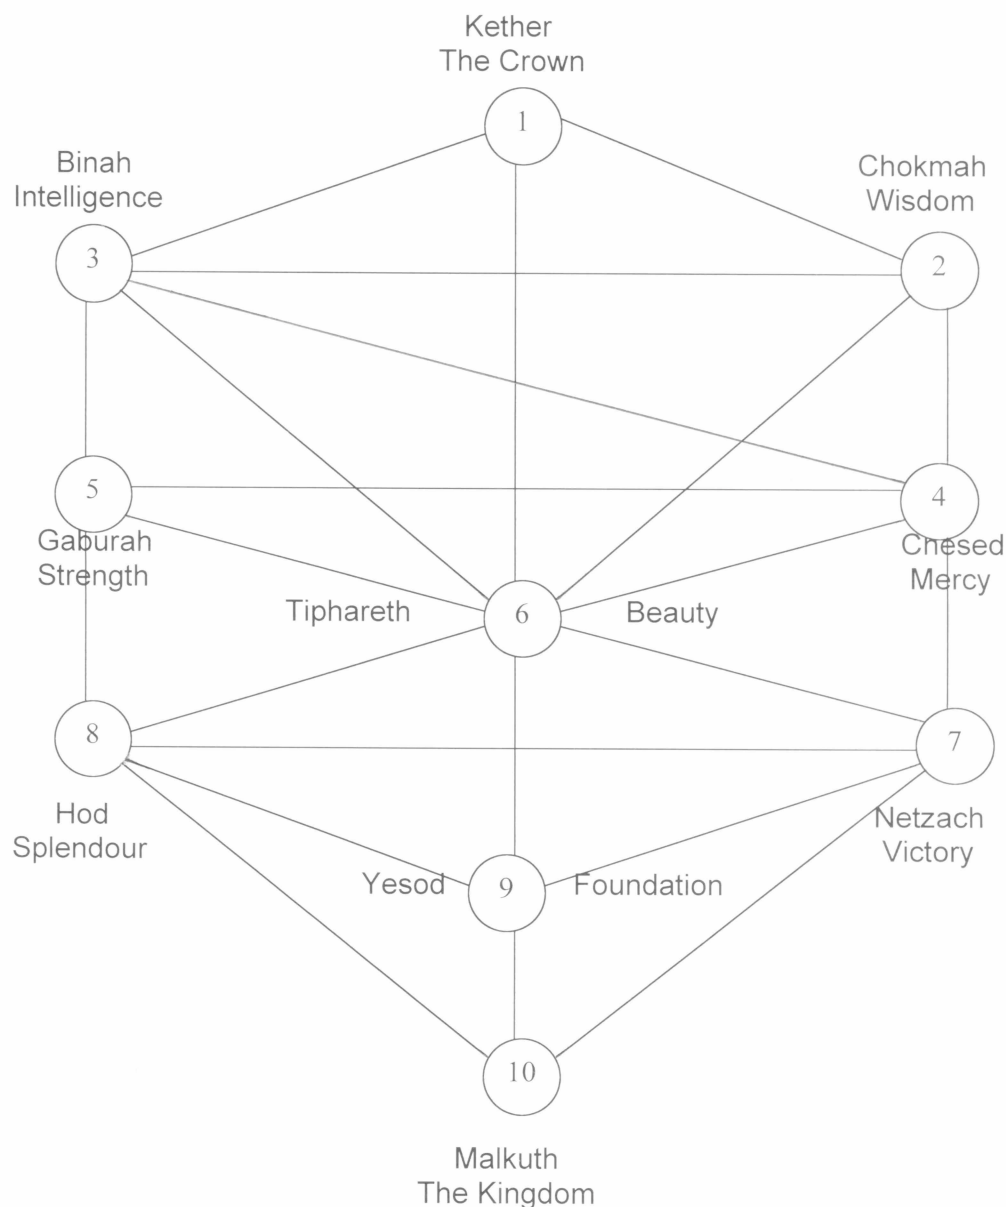 Kether
The Crown
1
Binah
Intelligence
Chokmah
Wisdom
3
2
5
4
Gaburah
Strength
Chesed
Mercy
Tiphareth
6
Beauty
8
7
Hod
Splendour
Netzach
Victory
Yesod
9
Foundation
10
Malkuth
The Kingdom